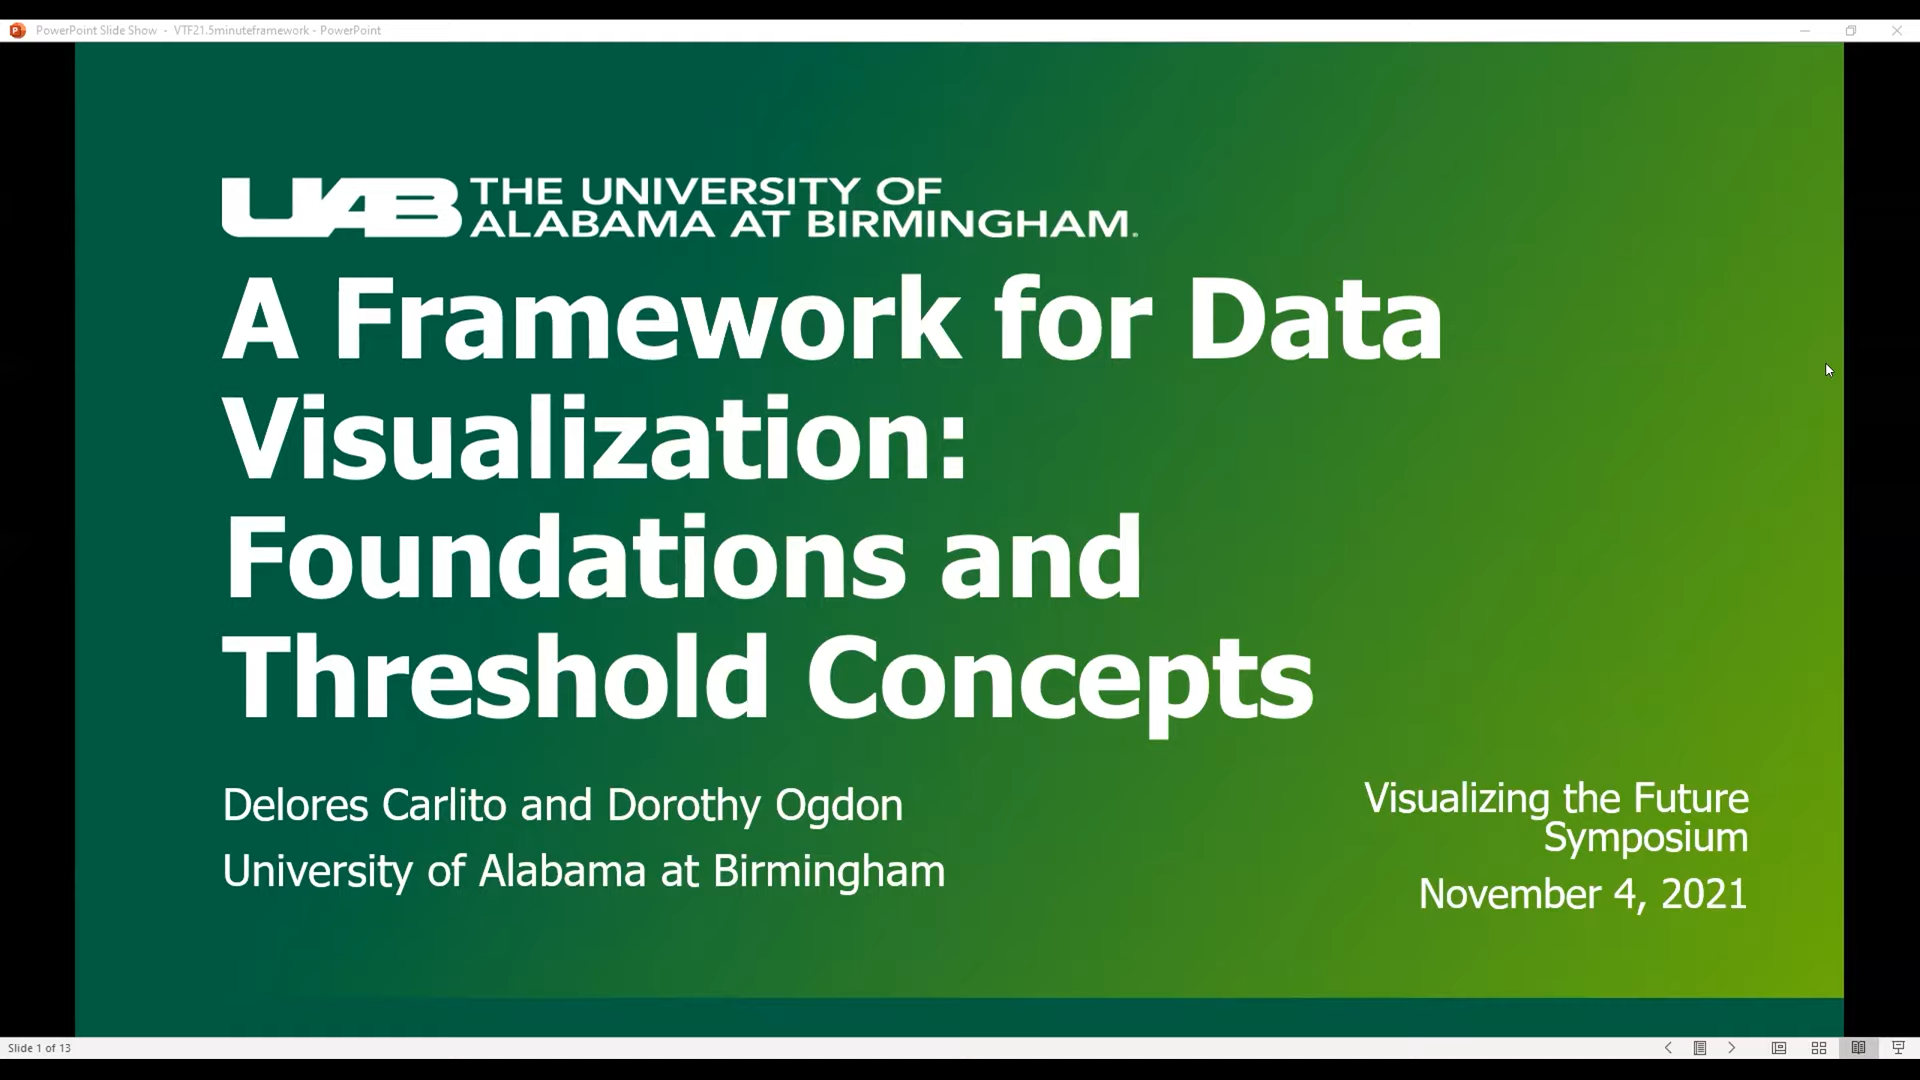 PowerPoint Slide Show - VTF21.5minuteframework - PowerPoint
UAB THE UNIVERSITY OF
ALABAMA AT BIRMINGHAM.
A Framework for Data
Visualization:
Foundations and
Threshold Concepts
Delores Carlito and Dorothy Ogdon
University of Alabama at Birmingham
Visualizing the Future
Symposium
November 4, 2021
Slide 1 of 13